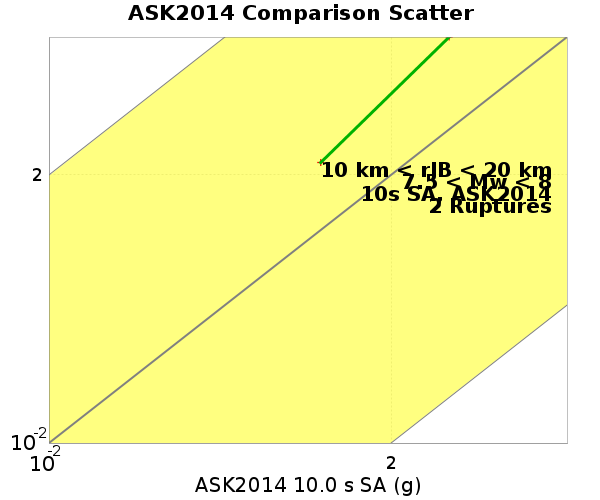 ASK2014 Comparison Scatter
2
10 km < rJB < 20 km
7.5 < Mw < 8
10s SA, ASK2014
2 Ruptures
10-2
10-2
2
ASK2014 10.0 s SA (g)